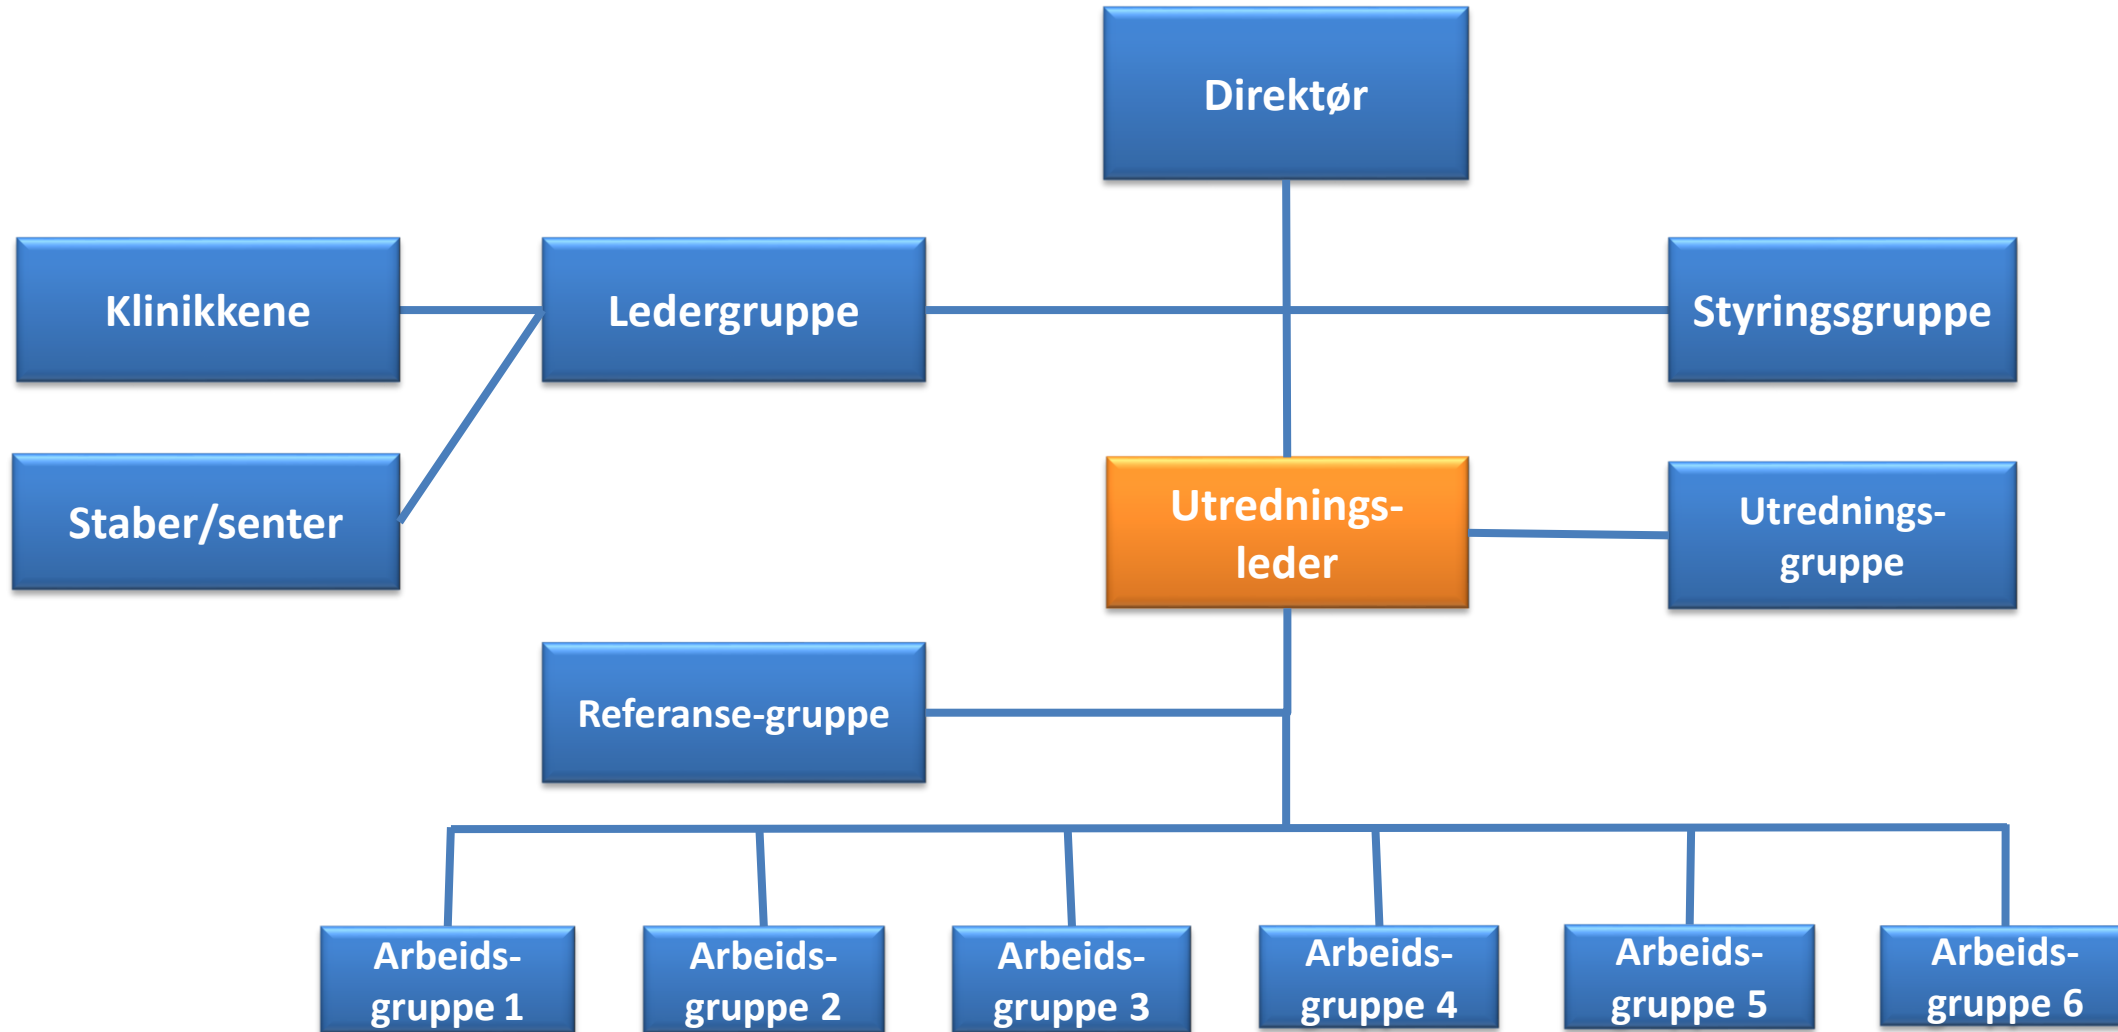 Direktør
Klinikkene
Ledergruppe
Styringsgruppe
Staber/senter
Utrednings-
leder
Utrednings-
gruppe
Referanse-gruppe
Arbeids-
gruppe 1
Arbeids-
gruppe 2
Arbeids-
gruppe 3
Arbeids-
gruppe 4
Arbeids-
gruppe 5
Arbeids-
gruppe 6